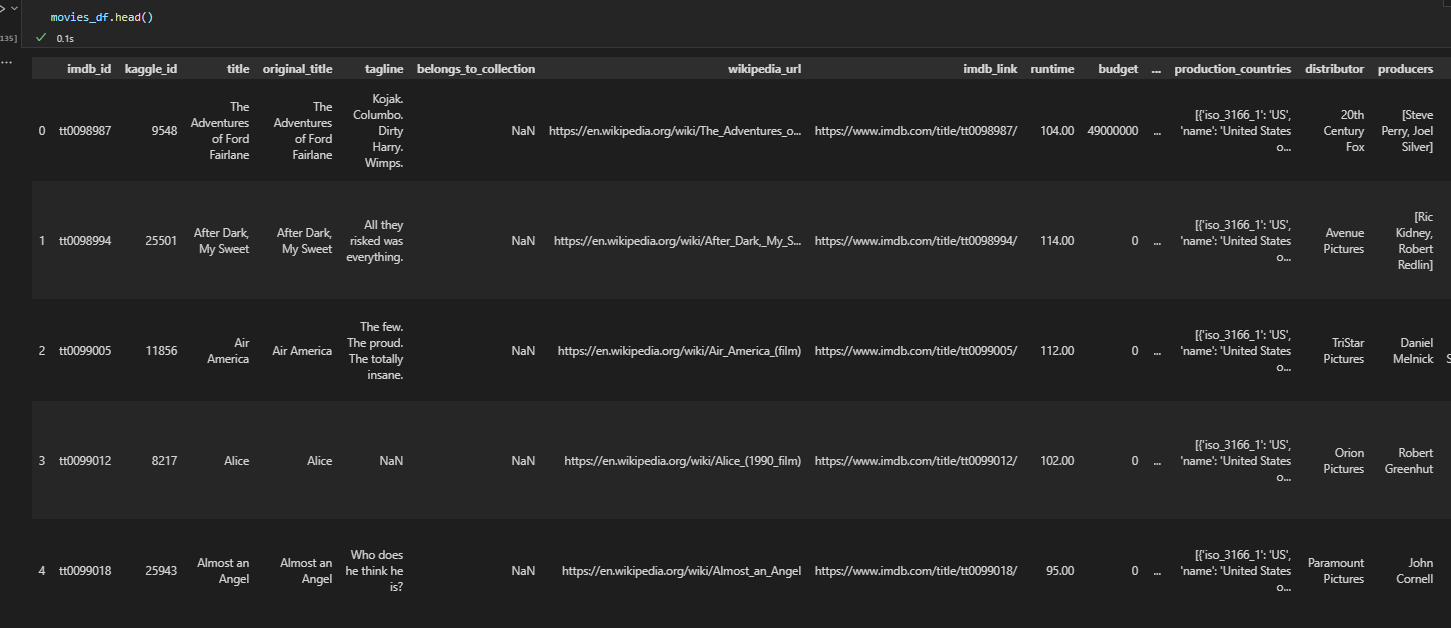 movies_df.head()
135]
0.1s
...
imdb_id kaggle_id title original_title tagline belongs_to_collection wikipedia_url imdb_link runtime budget ... production_countries distributor producers
0 tt0098987 9548 The Adventures of Ford Fairlane The Adventures of Ford Fairlane Kojak. Columbo. Dirty Harry. Wimps. NaN https://en.wikipedia.org/wiki/The_Adventures_o... https://www.imdb.com/title/tt0098987/ 104.00 49000000 ... [{'iso_3166_1': 'US', 'name': 'United States o... 20th Century Fox [Steve Perry, Joel Silver]
1 tt0098994 25501 After Dark, My Sweet After Dark, My Sweet All they risked was everything. NaN https://en.wikipedia.org/wiki/After_Dark,_My_S... https://www.imdb.com/title/tt0098994/ 114.00 0 ... [{'iso_3166_1': 'US', 'name': 'United States o... Avenue Pictures [Ric Kidney, Robert Redlin]
2 tt0099005 11856 Air America Air America The few. The proud. The totally insane. NaN https://en.wikipedia.org/wiki/Air_America_(film) https://www.imdb.com/title/tt0099005/ 112.00 0 ... [{'iso_3166_1': 'US', 'name': 'United States o... TriStar Pictures Daniel Melnick S
3 tt0099012 8217 Alice Alice NaN NaN https://en.wikipedia.org/wiki/Alice_(1990_film) https://www.imdb.com/title/tt0099012/ 102.00 0 ... [{'iso_3166_1': 'US', 'name': 'United States o... Orion Pictures Robert Greenhut
4 tt0099018 25943 Almost an Angel Almost an Angel Who does he think he is? NaN https://en.wikipedia.org/wiki/Almost_an_Angel https://www.imdb.com/title/tt0099018/ 95.00 0 ... [{'iso_3166_1': 'US', 'name': 'United States o... Paramount Pictures John Cornell